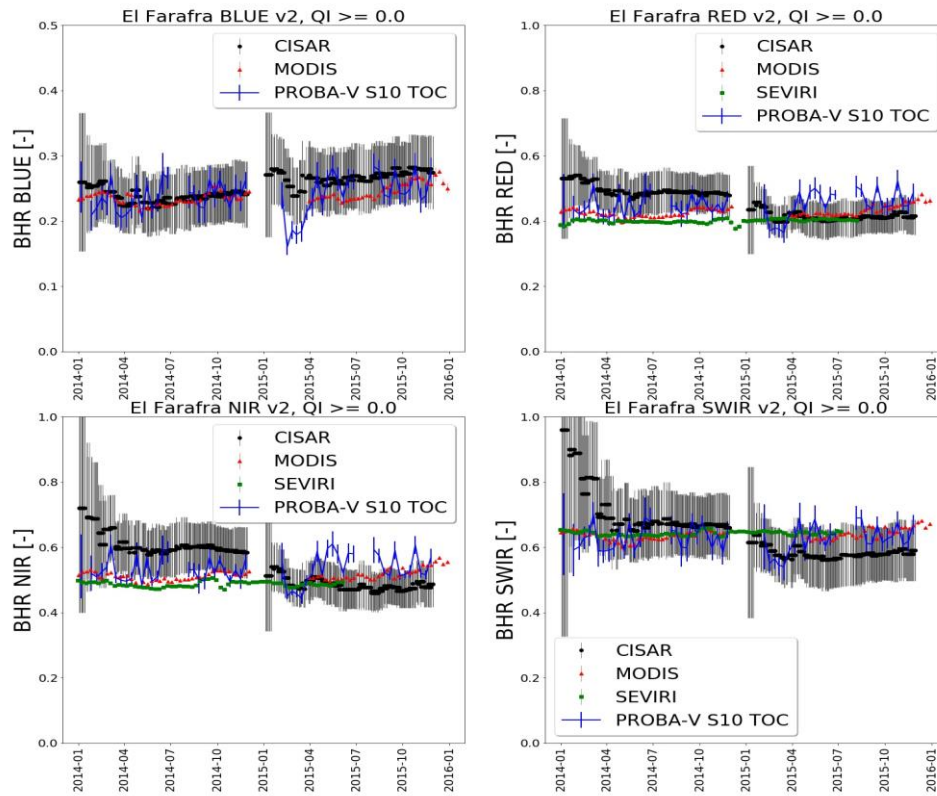 El Farafra BLUE v2, QI >= 0.0
BHR BLUE [-]
0.5
0.4
0.3
0.2
0.1
0.0
CISAR
MODIS
PROBA-V S10 TOC
2014-01
2014-04
2014-07
2014-10
2015-01
2015-04
2015-07
2015-10
2016-01
El Farafra RED v2, QI >= 0.0
BHR RED [-]
1.0
0.8
0.6
0.4
0.2
0.0
CISAR
MODIS
SEVIRI
PROBA-V S10 TOC
2014-01
2014-04
2014-07
2014-10
2015-01
2015-04
2015-07
2015-10
2016-01
El Farafra NIR v2, QI >= 0.0
BHR NIR [-]
1.0
0.8
0.6
0.4
0.2
0.0
CISAR
MODIS
SEVIRI
PROBA-V S10 TOC
2014-01
2014-04
2014-07
2014-10
2015-01
2015-04
2015-07
2015-10
2016-01
El Farafra SWIR v2, QI >= 0.0
BHR SWIR [-]
1.0
0.8
0.6
0.4
0.2
0.0
CISAR
MODIS
SEVIRI
PROBA-V S10 TOC
2014-01
2014-04
2014-07
2014-10
2015-01
2015-04
2015-07
2015-10
2016-01